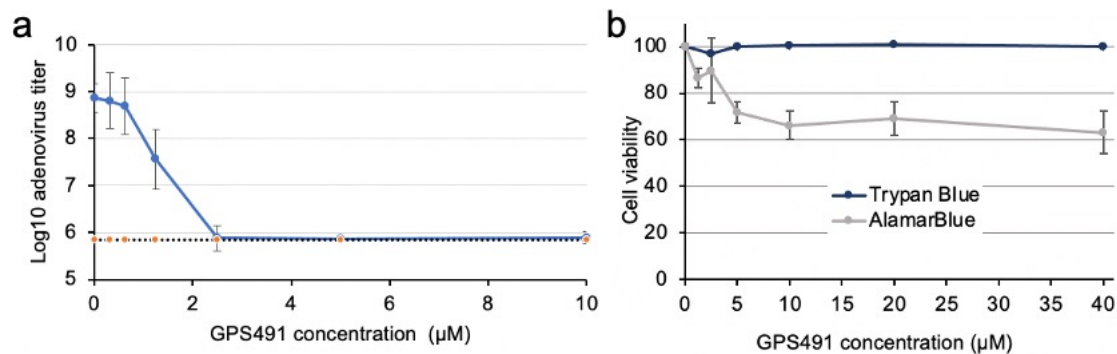 a
Log10 adenovirus titer
10
9
8
7
6
5
0 2 4 6 8 10
GPS491 concentration (μM)
b
Cell viability
100
80
60
40
20
0
Trypan Blue
AlamarBlue
0 5 10 15 20 25 30 35 40
GPS491 concentration (μM)